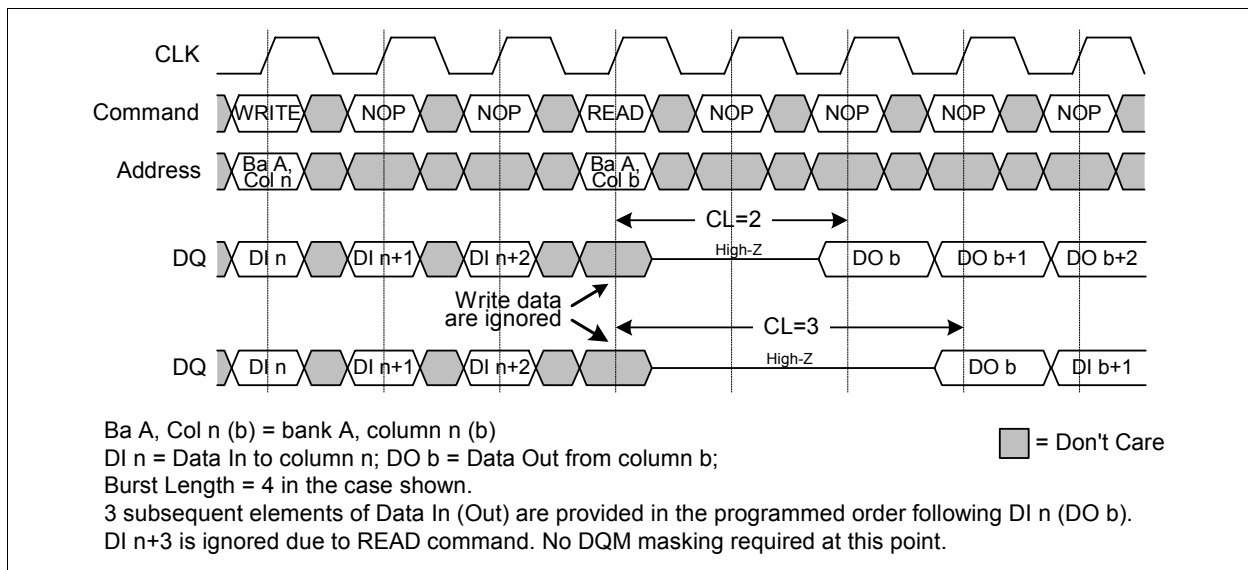 CLK
Command WRITE NOP NOP READ NOP NOP NOP NOP
Address Ba A, Col n Ba A, Col b
CL=2
DQ DI n DI n+1 DI n+2 High-Z DO b DO b+1 DO b+2
Write data
are ignored
CL=3
DQ DI n DI n+1 DI n+2 High-Z DO b DI b+1
Ba A, Col n (b) = bank A, column n (b)
DI n = Data In to column n; DO b = Data Out from column b;
Burst Length = 4 in the case shown.
3 subsequent elements of Data In (Out) are provided in the programmed order following DI n (DO b).
DI n+3 is ignored due to READ command. No DQM masking required at this point.
= Don't Care